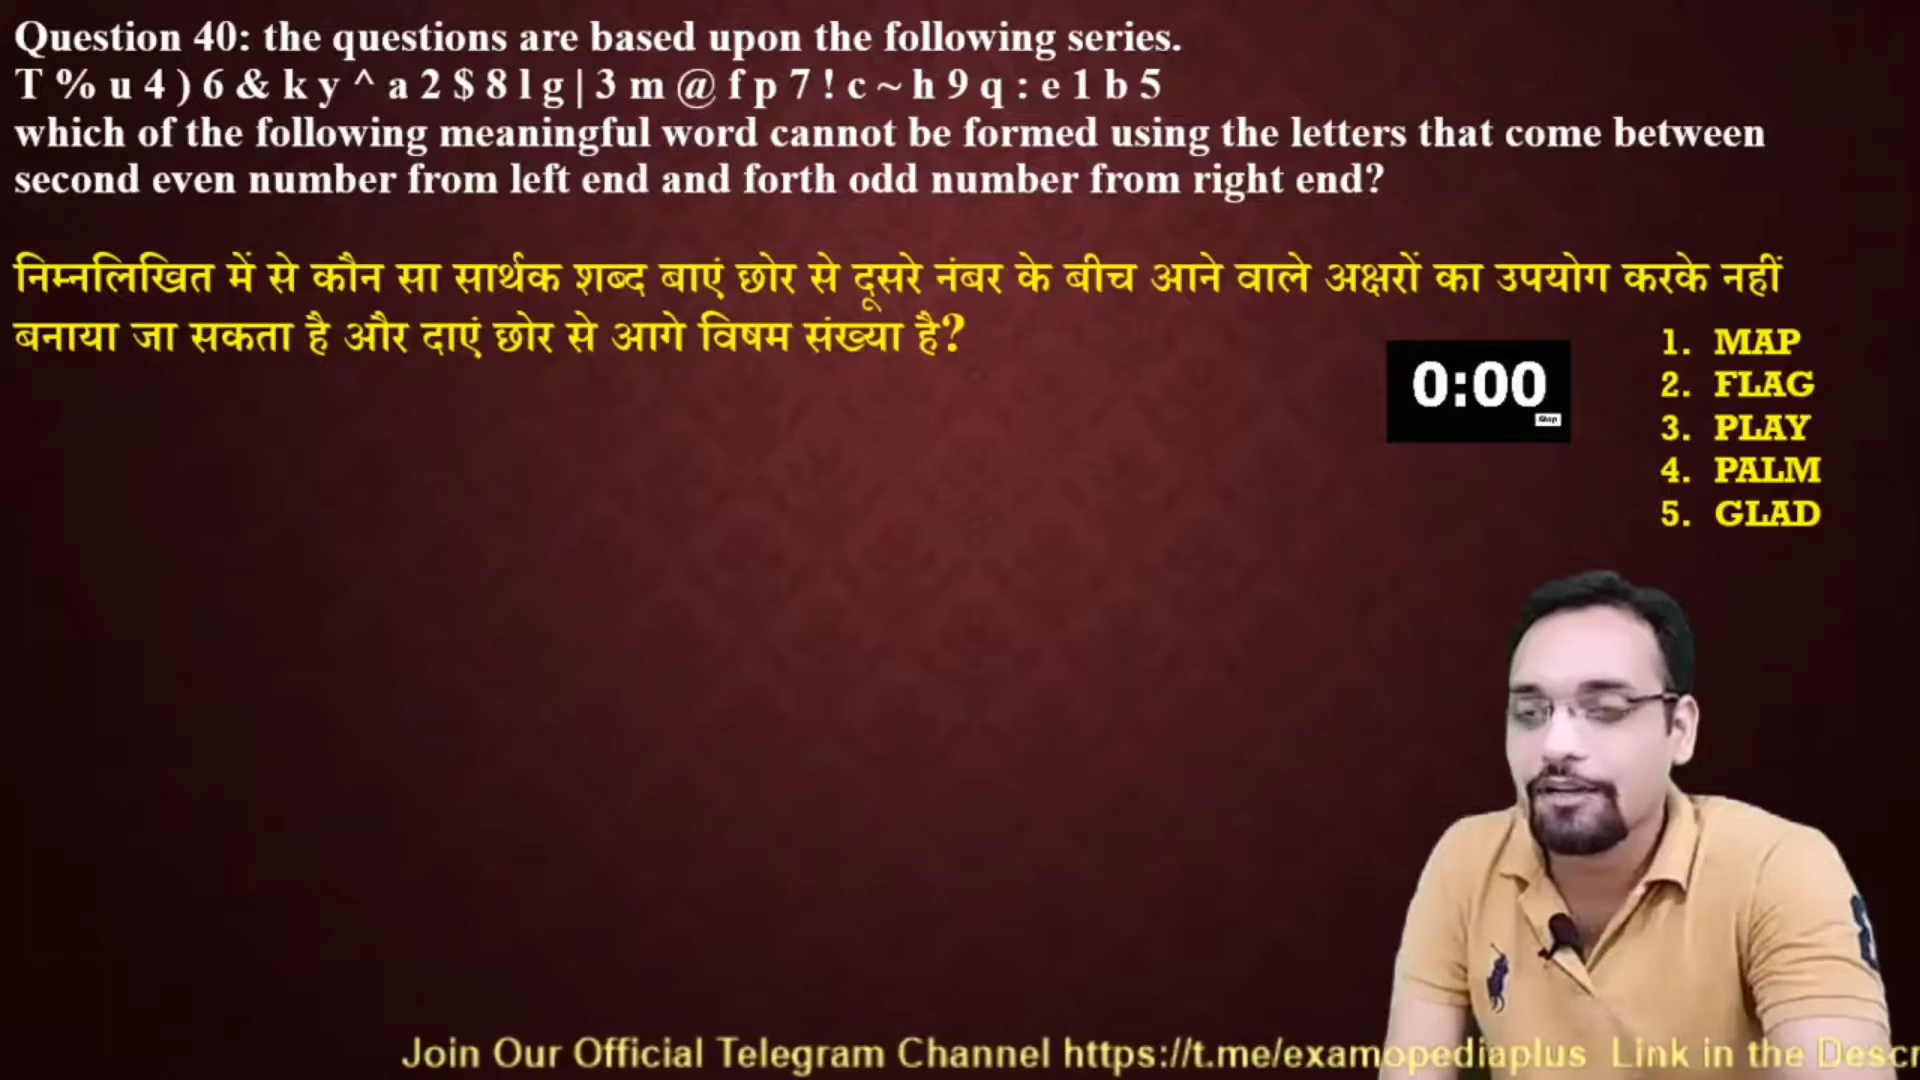 Question 40: the questions are based upon the following series.
T % u 4 ) 6 & k y ^ a 2 $ 8 l g | 3 m @ f p 7 ! c ~ h 9 q : e 1 b 5
which of the following meaningful word cannot be formed using the letters that come between
second even number from left end and forth odd number from right end?
निम्नलिखित में से कौन सा सार्थक शब्द बाएं छोर से दूसरे नंबर के बीच आने वाले अक्षरों का उपयोग करके नहीं
बनाया जा सकता है और दाएं छोर से आगे विषम संख्या है?
0:00
1. MAP
2. FLAG
3. PLAY
4. PALM
5. GLAD
Join Our Official Telegram Channel https://t.me/examopediaplus Link in the Descr